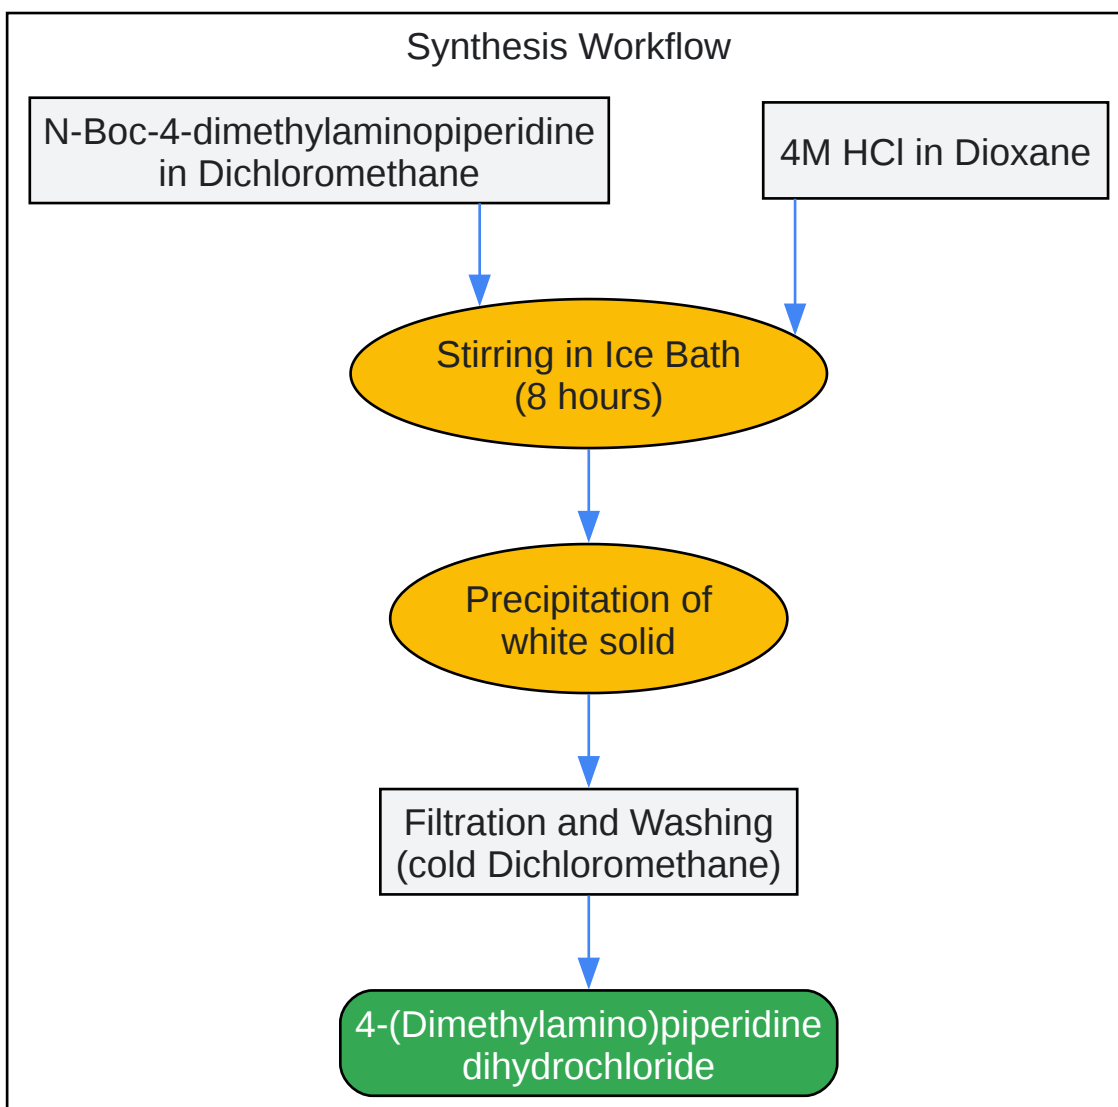 Synthesis Workflow
N-Boc-4-dimethylaminopiperidine
in Dichloromethane
4M HCl in Dioxane
Stirring in Ice Bath
(8 hours)
Precipitation of
white solid
Filtration and Washing
(cold Dichloromethane)
4-(Dimethylamino)piperidine
dihydrochloride